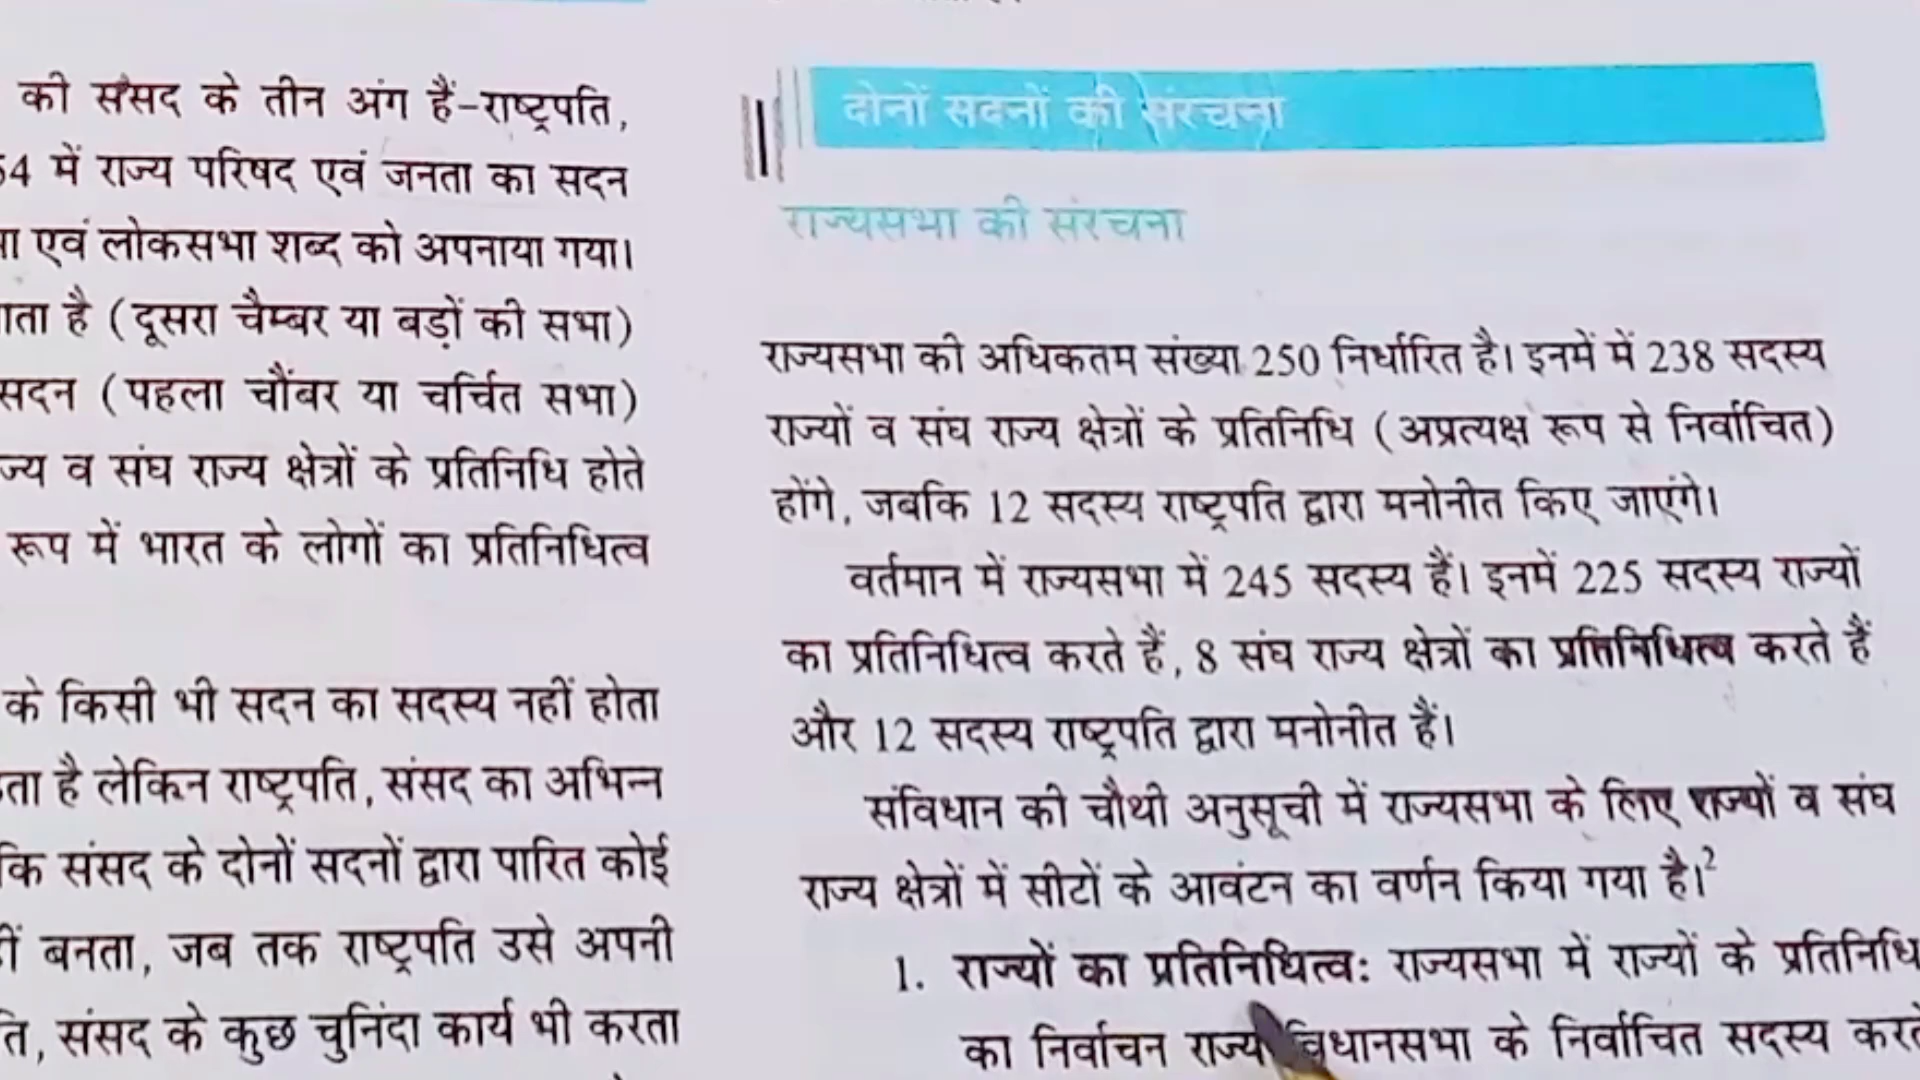 की संसद के तीन अंग हैं-राष्ट्रपति,
54 में राज्य परिषद एवं जनता का सदन
एवं लोकसभा शब्द को अपनाया गया।
है (दूसरा चैम्बर या बड़ों की सभा)
सदन (पहला चौंबर या चर्चित सभा)
व संघ राज्य क्षेत्रों के प्रतिनिधि होते
रूप में भारत के लोगों का प्रतिनिधित्व
के किसी भी सदन का सदस्य नहीं होता
है लेकिन राष्ट्रपति, संसद का अभिन्न
कि संसद के दोनों सदनों द्वारा पारित कोई
बनता, जब तक राष्ट्रपति उसे अपनी
संसद के कुछ चुनिंदा कार्य भी करता
दोनों सदनों की संरचना
राज्यसभा की संरचना
राज्यसभा की अधिकतम संख्या 250 निर्धारित है। इनमें में 238 सदस्य
राज्यों व संघ राज्य क्षेत्रों के प्रतिनिधि (अप्रत्यक्ष रूप से निर्वाचित)
होंगे, जबकि 12 सदस्य राष्ट्रपति द्वारा मनोनीत किए जाएंगे।
वर्तमान में राज्यसभा में 245 सदस्य हैं। इनमें 225 सदस्य राज्यों
का प्रतिनिधित्व करते हैं, 8 संघ राज्य क्षेत्रों का प्रतिनिधित्व करते हैं
और 12 सदस्य राष्ट्रपति द्वारा मनोनीत हैं।
संविधान की चौथी अनुसूची में राज्यसभा के लिए राज्यों व संघ
राज्य क्षेत्रों में सीटों के आवंटन का वर्णन किया गया है।²
1. राज्यों का प्रतिनिधित्व: राज्यसभा में राज्यों के प्रतिनिधि
का निर्वाचन राज्य विधानसभा के निर्वाचित सदस्य करते